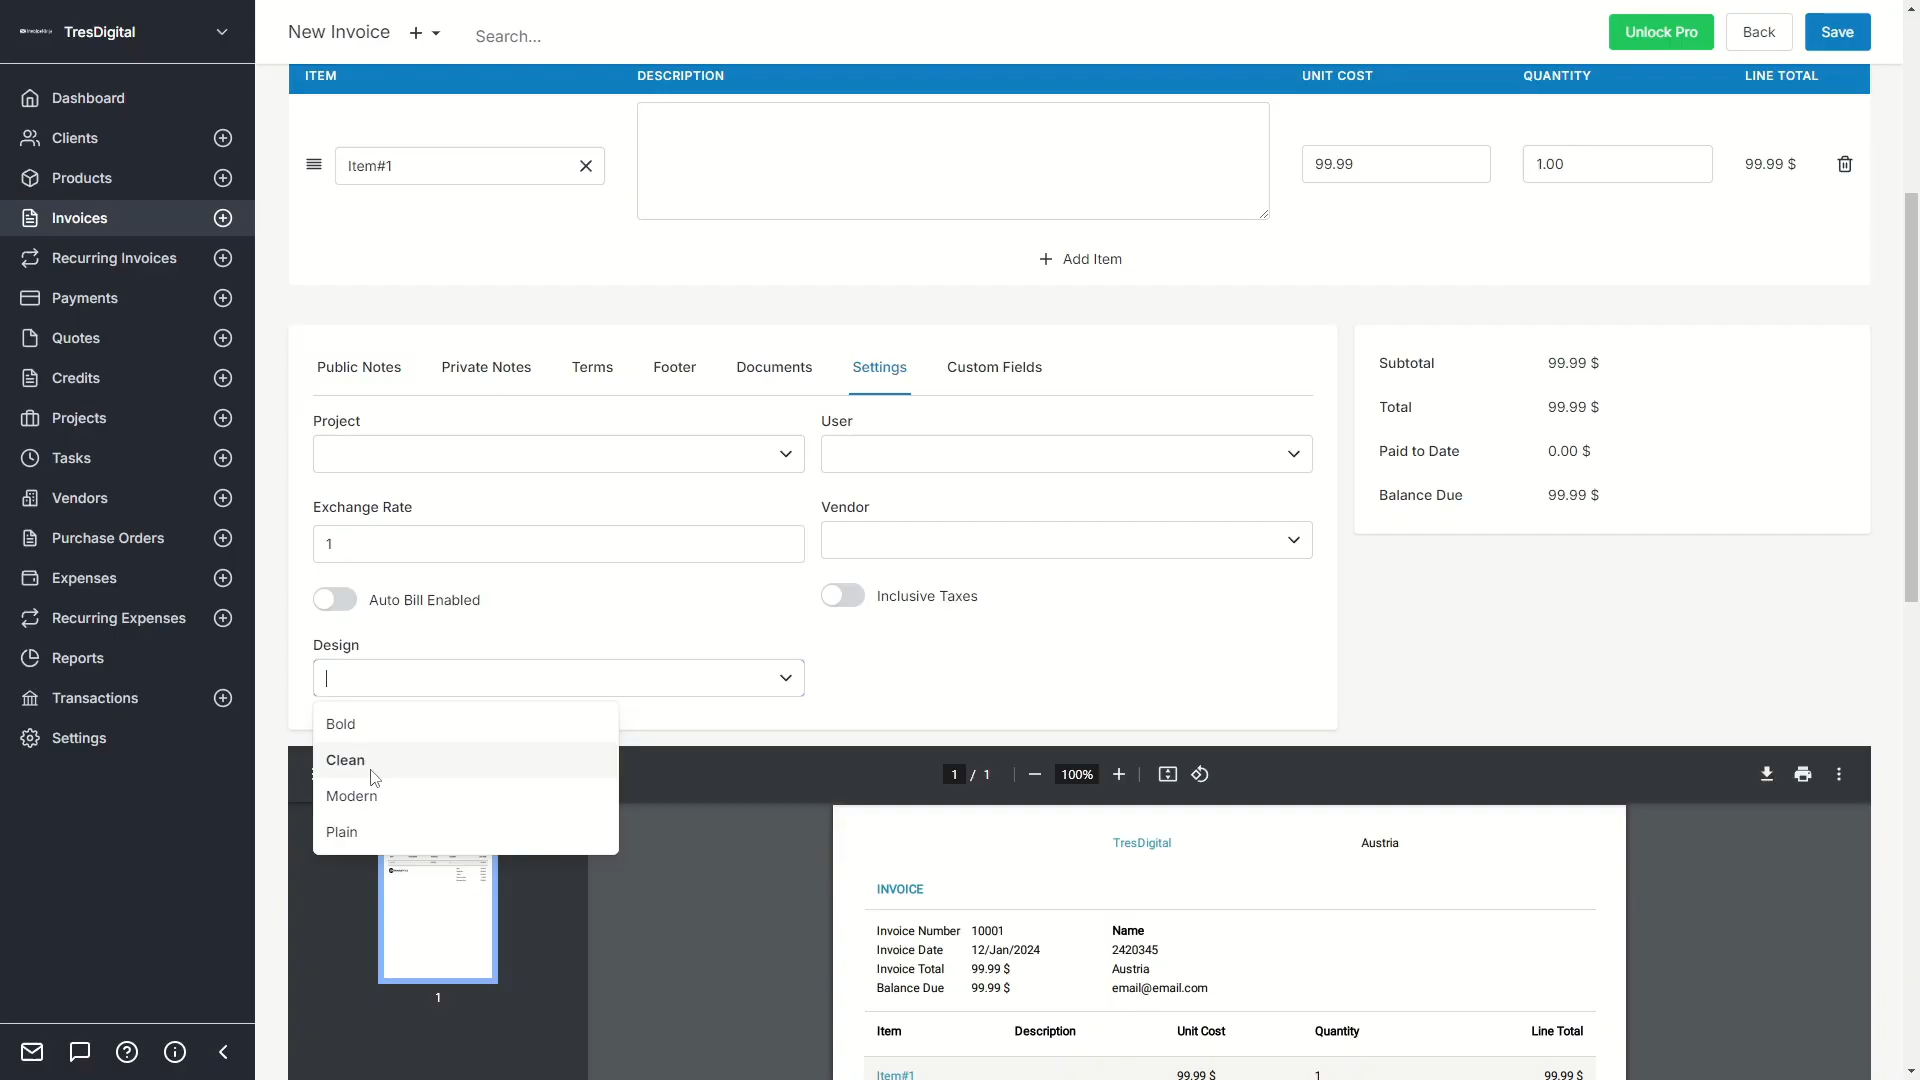 TresDigital
New Invoice
Search...
Unlock Pro
Back
Save
Dashboard
Clients
Products
Invoices
Recurring Invoices
Payments
Quotes
Credits
Projects
Tasks
Vendors
Purchase Orders
Expenses
Recurring Expenses
Reports
Transactions
Settings
ITEM DESCRIPTION UNIT COST QUANTITY LINE TOTAL
Item#1 99.99 1.00 99.99 $
Add Item
Public Notes Private Notes Terms Footer Documents Settings Custom Fields
Project User
Exchange Rate Vendor
1
Auto Bill Enabled Inclusive Taxes
Design
Bold
Clean
Modern
Plain
Subtotal 99.99 $
Total 99.99 $
Paid to Date 0.00 $
Balance Due 99.99 $
1 / 1 100%
1
TresDigital Austria
INVOICE
Invoice Number 10001 Name
Invoice Date 12/Jan/2024 2420345
Invoice Total 99.99 $ Austria
Balance Due 99.99 $ email@email.com
Item Description Unit Cost Quantity Line Total
Item#1 99.99 $ 1 99.99 $